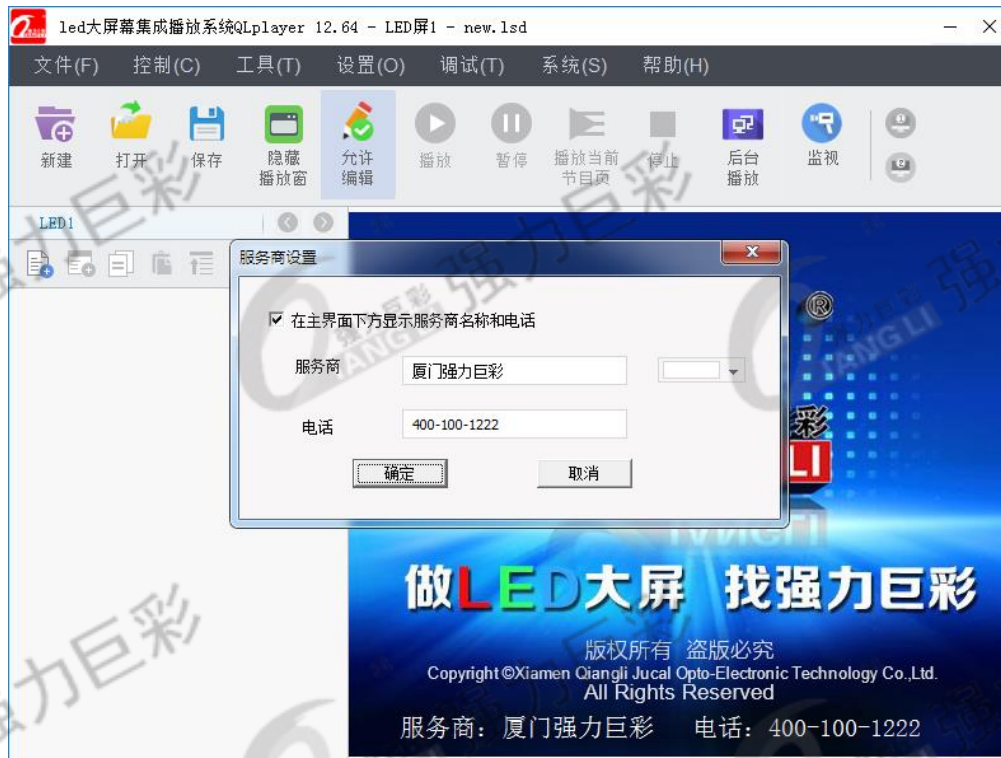 led大屏幕集成播放系统QLplayer 12.64 - LED屏1 - new.lsd
文件(F) 控制(C) 工具(T) 设置(O) 调试(T) 系统(S) 帮助(H)
新建 打开 保存 隐藏播放窗 允许编辑 播放 暂停 播放当前节目页 停止 后台播放 监视
LED1
服务商设置
在主界面下方显示服务商名称和电话
服务商 厦门强力巨彩
电话 400-100-1222
确定 取消
做LED大屏 找强力巨彩
版权所有 盗版必究
Copyright ©Xiamen Qiangli Jucal Opto-Electronic Technology Co.,Ltd.
All Rights Reserved
服务商: 厦门强力巨彩 电话: 400-100-1222
强力巨彩
QIANGLI